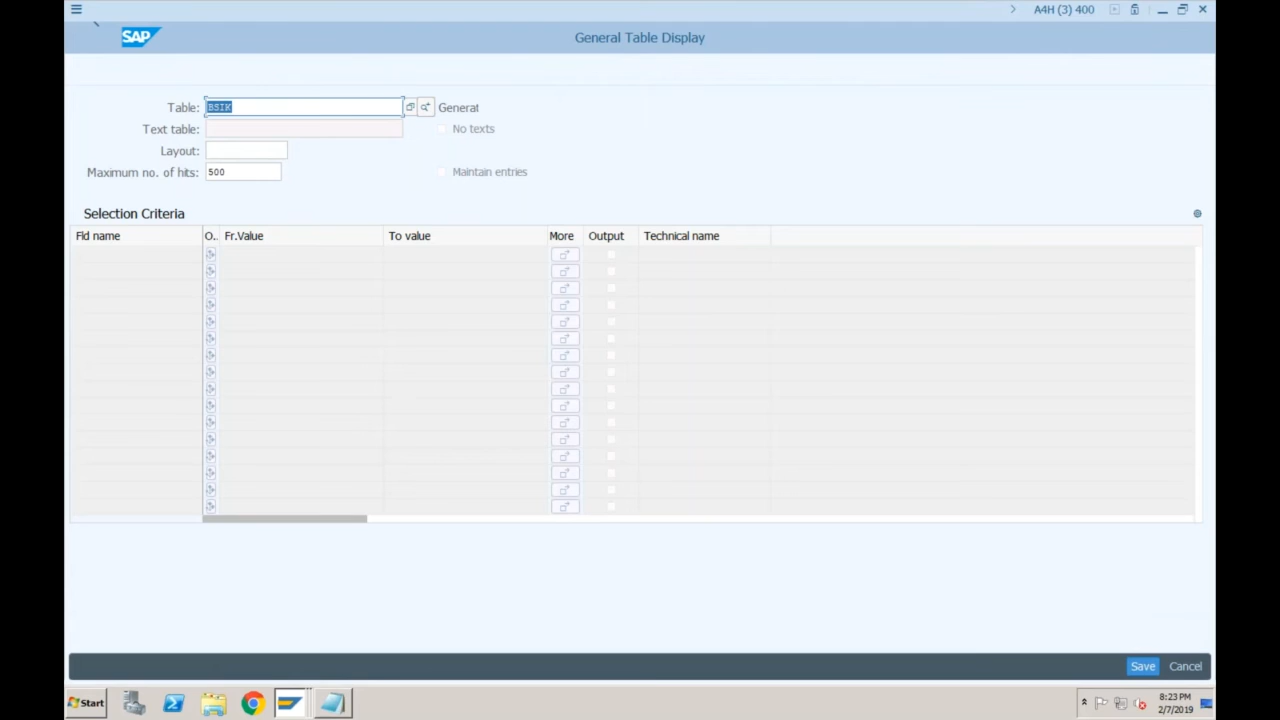 A4H (3) 400
SAP
General Table Display
Table: BSIK General
Text table: No texts
Layout:
Maximum no. of hits: 500 Maintain entries
Selection Criteria
Fld name O.. Fr.Value To value More Output Technical name
Save Cancel
Start
8:23 PM
2/7/2019